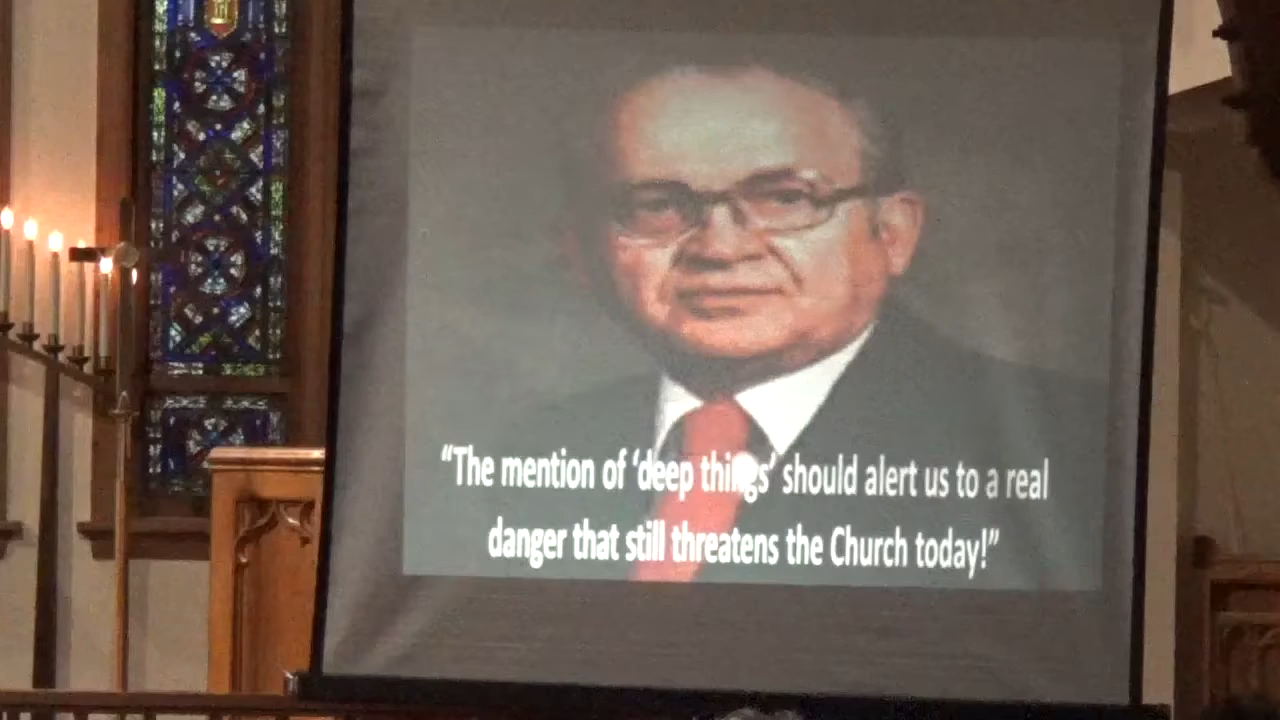 “The mention of ‘deep things’ should alert us to a real
danger that still threatens the Church today!”